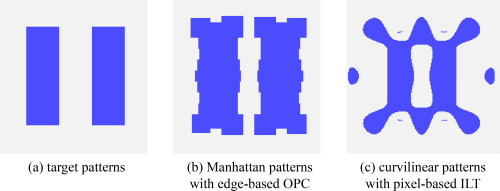 (a) target patterns
(b) Manhattan patterns
with edge-based OPC
(c) curvilinear patterns
with pixel-based ILT